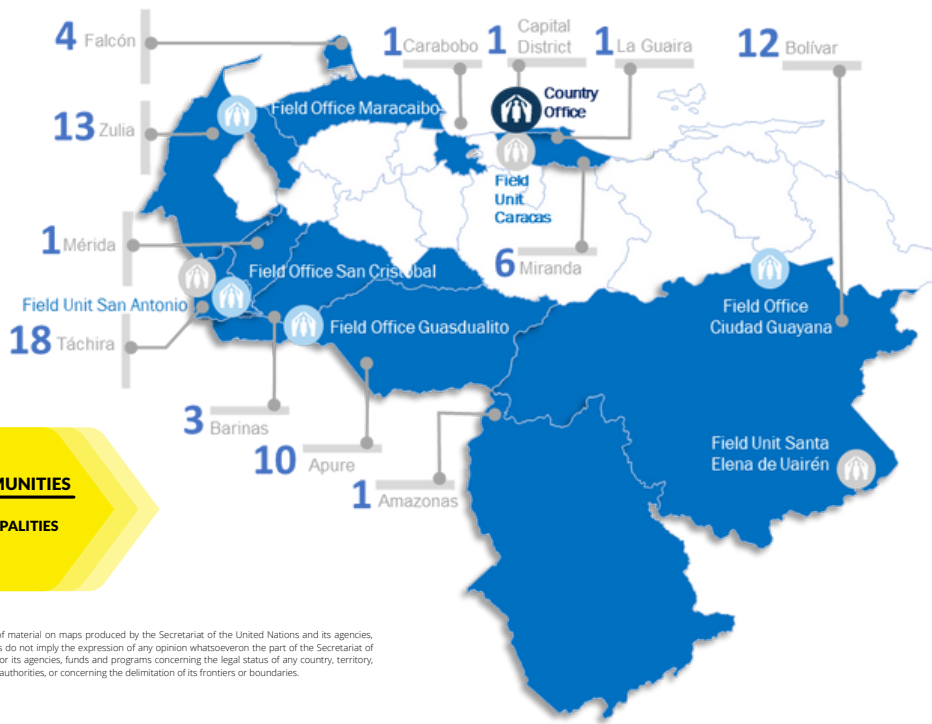 4 Falcón
1 Carabobo
1 Capital
District
1 La Guaira
12 Bolívar
Country
Office
Field Office Maracaibo
13 Zulia
Field
Unit
Caracas
1 Mérida
6 Miranda
Field Office San Cristobal
Field Unit San Antonio
Field Office
Ciudad Guayana
Field Office Guasdualito
18 Táchira
3 Barinas
10 Apure
1 Amazonas
Field Unit Santa
Elena de Uairén
MUNITIES
PALITIES
of material on maps produced by the Secretariat of the United Nations and its agencies,
s do not imply the expression of any opinion whatsoeveron the part of the Secretariat of
or its agencies, funds and programs concerning the legal status of any country, territory,
authorities, or concerning the delimitation of its frontiers or boundaries.